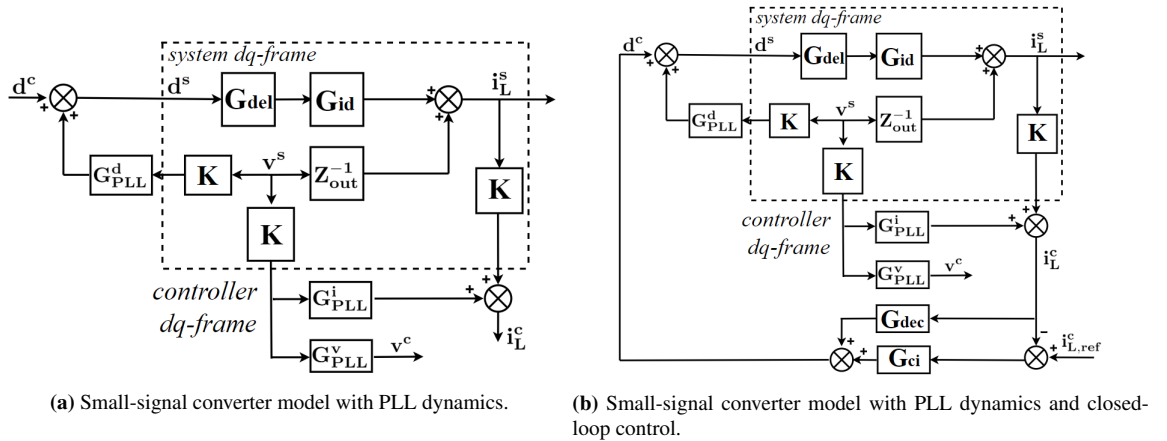 system dq-frame
d^c
d^s
G_del
G_id
i_L^s
+
+
+
+
G_PLL^d
K
v^s
Z_out^-1
K
K
controller
dq-frame
G_PLL^i
+
+
i_L^c
G_PLL^v
v^c
(a) Small-signal converter model with PLL dynamics.
system dq-frame
d^c
d^s
G_del
G_id
i_L^s
+
+
+
+
G_PLL^d
K
v^s
Z_out^-1
K
K
controller
dq-frame
G_PLL^i
+
+
i_L^c
G_PLL^v
v^c
G_dec
+
+
G_ci
−
+
i_L,ref^c
(b) Small-signal converter model with PLL dynamics and closed-
loop control.